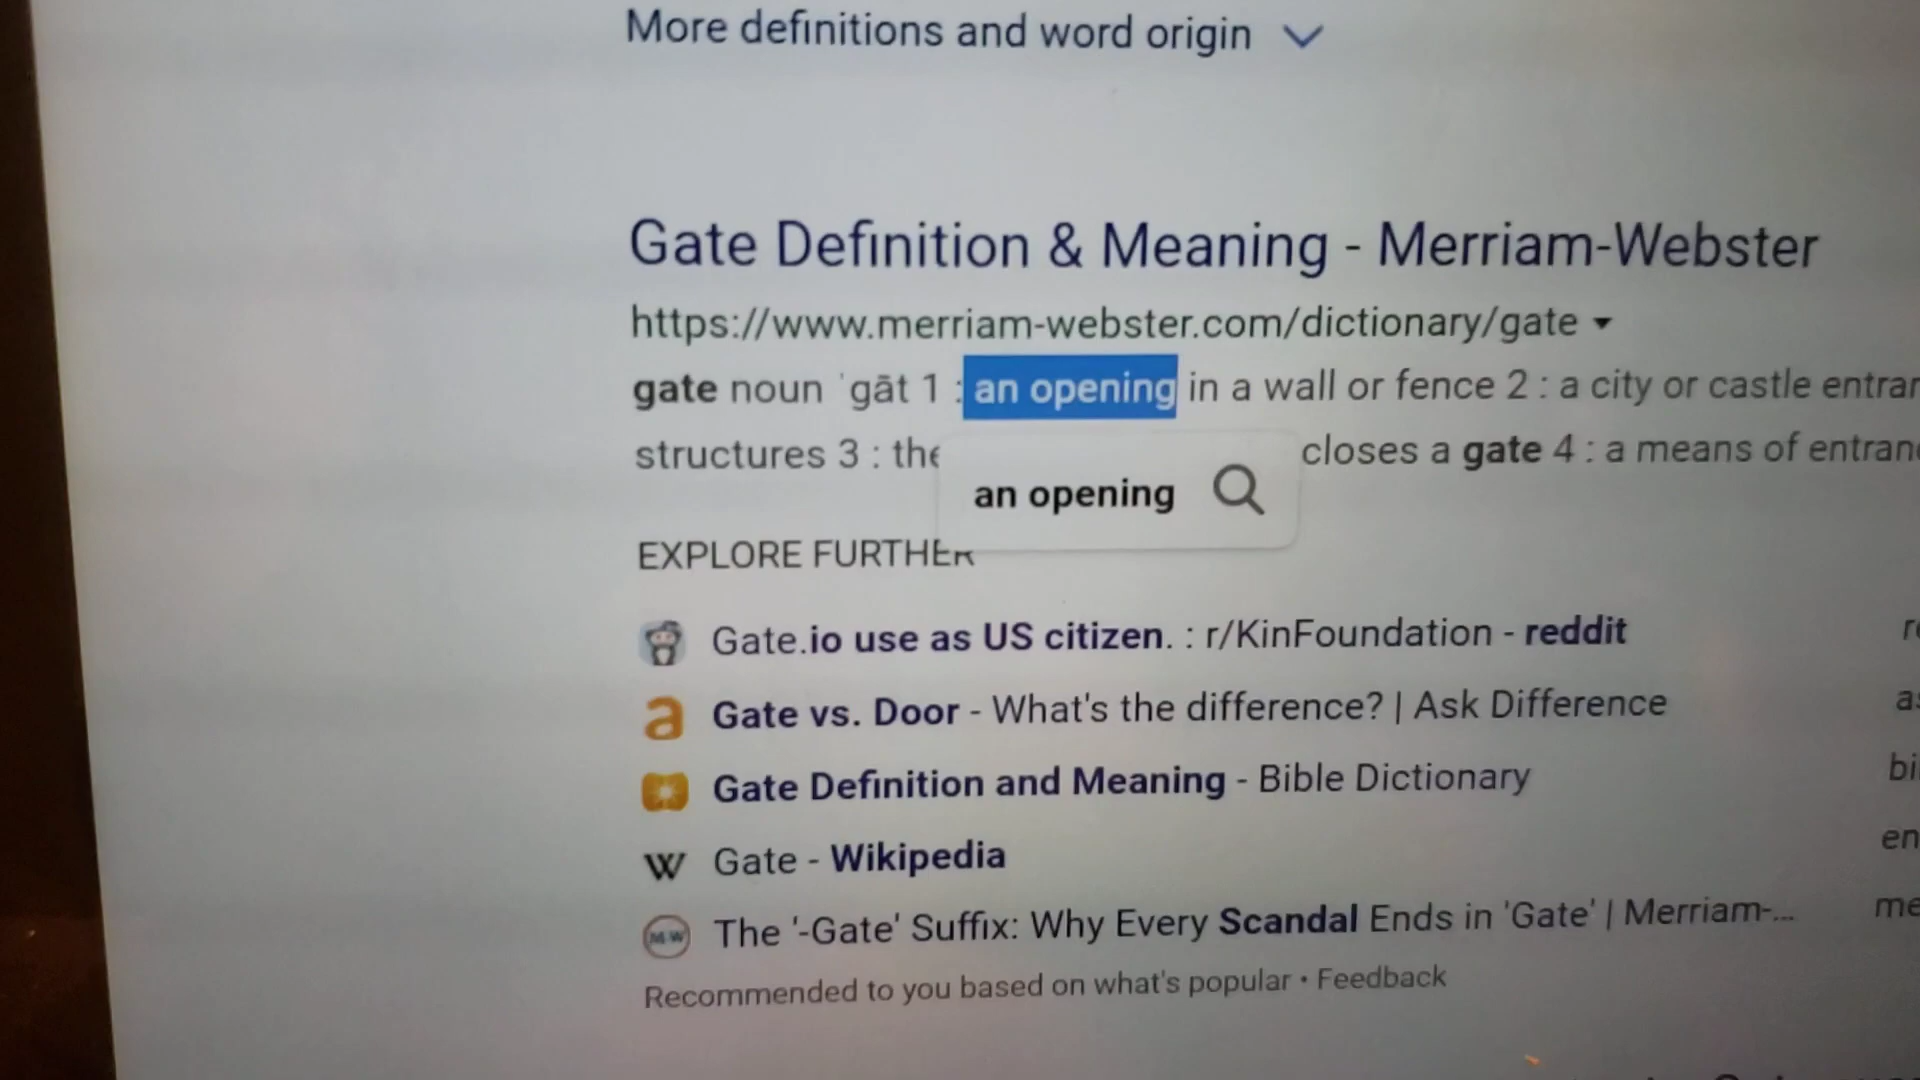 More definitions and word origin
Gate Definition & Meaning - Merriam-Webster
https://www.merriam-webster.com/dictionary/gate
gate noun ˈgāt 1 : an opening in a wall or fence 2 : a city or castle
structures 3 : the closes a gate 4 : a means of
an opening
EXPLORE FURTHER
Gate.io use as US citizen. : r/KinFoundation - reddit
a Gate vs. Door - What's the difference? | Ask Difference
Gate Definition and Meaning - Bible Dictionary
W Gate - Wikipedia
M-W The '-Gate' Suffix: Why Every Scandal Ends in 'Gate' | Merriam-...
Recommended to you based on what's popular • Feedback